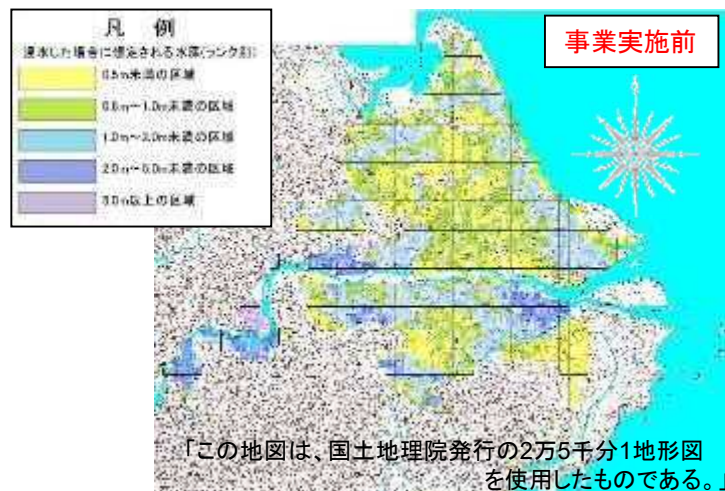 凡 例
浸水した場合に想定される水深(ランク別)
0.5m未満の区域
0.5m～1.0m未満の区域
1.0m～2.0m未満の区域
2.0m～5.0m未満の区域
5.0m以上の区域
事業実施前
「この地図は、国土地理院発行の2万5千分1地形図
を使用したものである。」